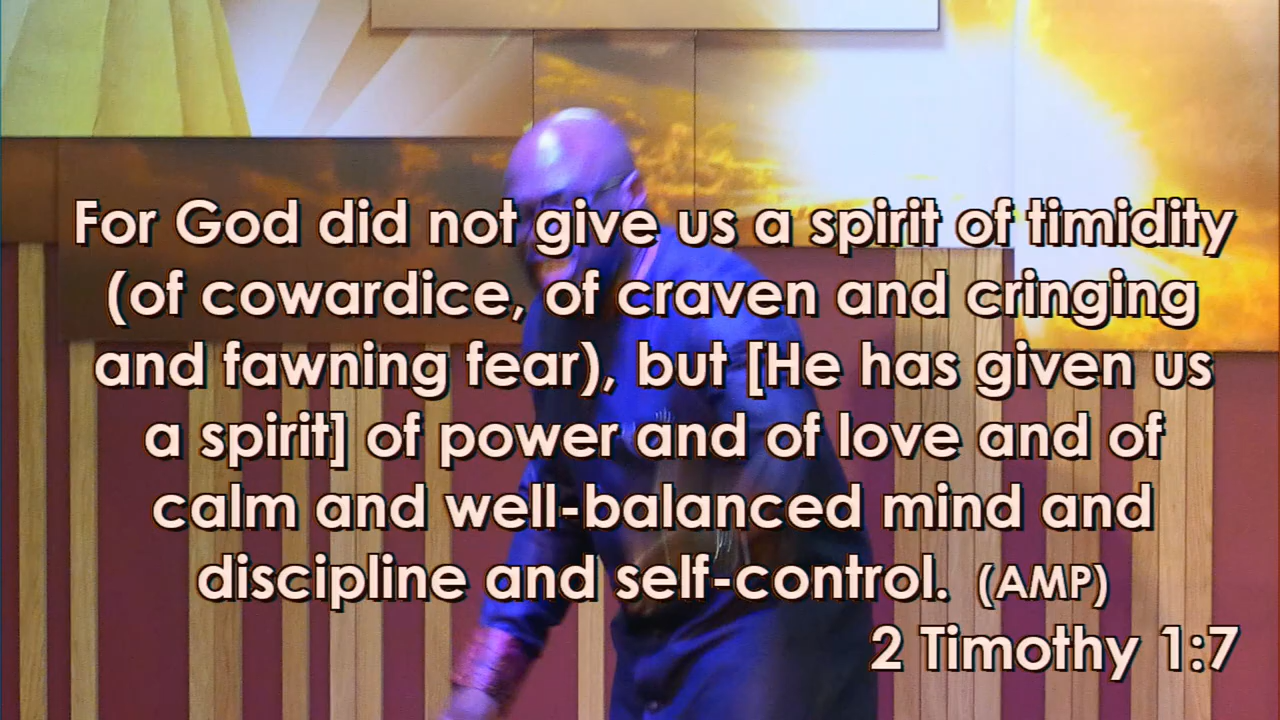 For God did not give us a spirit of timidity
(of cowardice, of craven and cringing
and fawning fear), but [He has given us
a spirit] of power and of love and of
calm and well-balanced mind and
discipline and self-control. (AMP)
2 Timothy 1:7